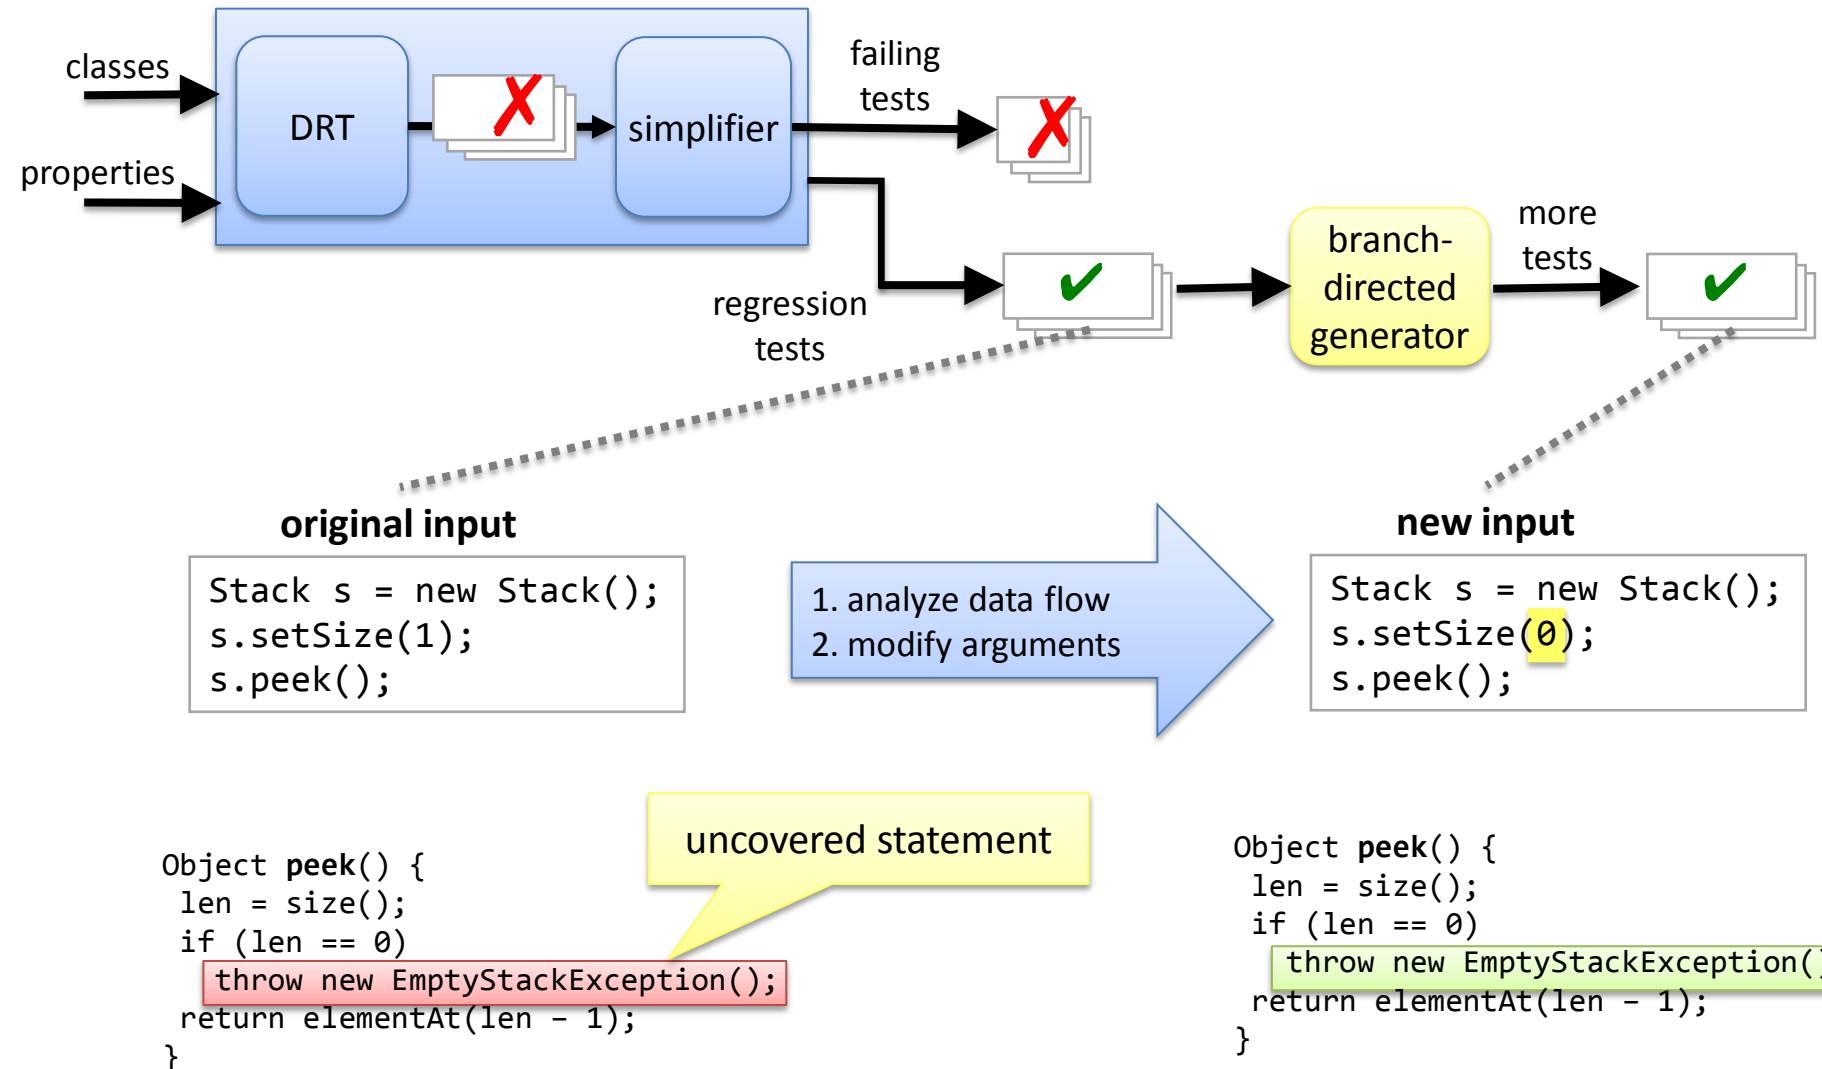 classes
properties
DRT
simplifier
failing
tests
regression
tests
branch-
directed
generator
more
tests
original input
Stack s = new Stack();
s.setSize(1);
s.peek();
1. analyze data flow
2. modify arguments
new input
Stack s = new Stack();
s.setSize(0);
s.peek();
uncovered statement
Object peek() {
len = size();
if (len == 0)
throw new EmptyStackException();
return elementAt(len – 1);
}
Object peek() {
len = size();
if (len == 0)
throw new EmptyStackException()
return elementAt(len – 1);
}